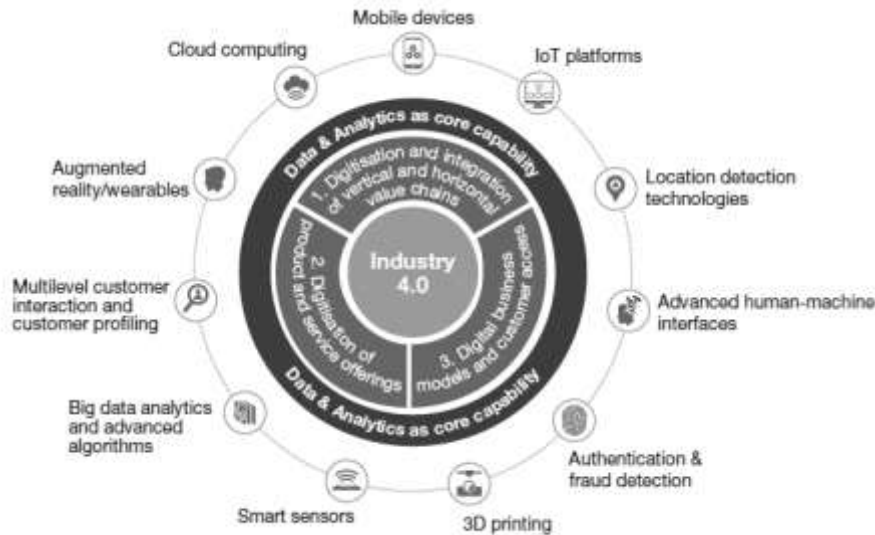 Mobile devices
Cloud computing
IoT platforms
Augmented
reality/wearables
Location detection
technologies
Multilevel customer
interaction and
customer profiling
Advanced human-machine
interfaces
Big data analytics
and advanced
algorithms
Authentication &
fraud detection
Smart sensors
3D printing
Data & Analytics as core capability
1. Digitisation and integration
of vertical and horizontal
value chains
2. Digitisation of
product and service offerings
3. Digital business
models and customer access
Industry
4.0
Data & Analytics as core capability